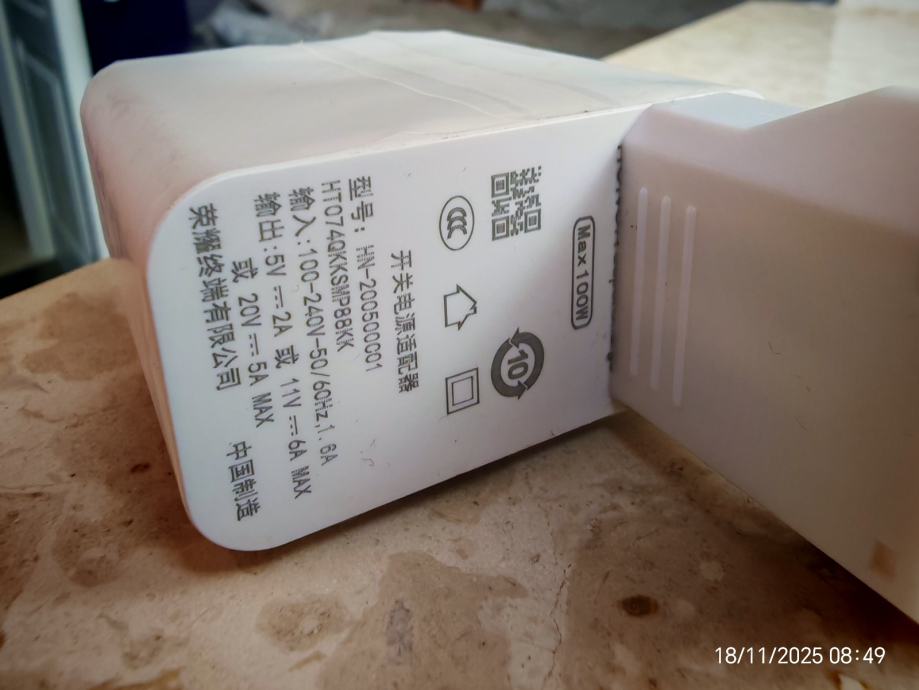 Max 100W
10
开关电源适配器
型号: HN-200500C01
HT074QKKSMP88KK
输入:100-240V~50/60Hz,1.6A
输出:5V⎓2A 或 11V⎓6A MAX
或 20V⎓5A MAX
荣耀终端有限公司 中国制造
18/11/2025 08:49